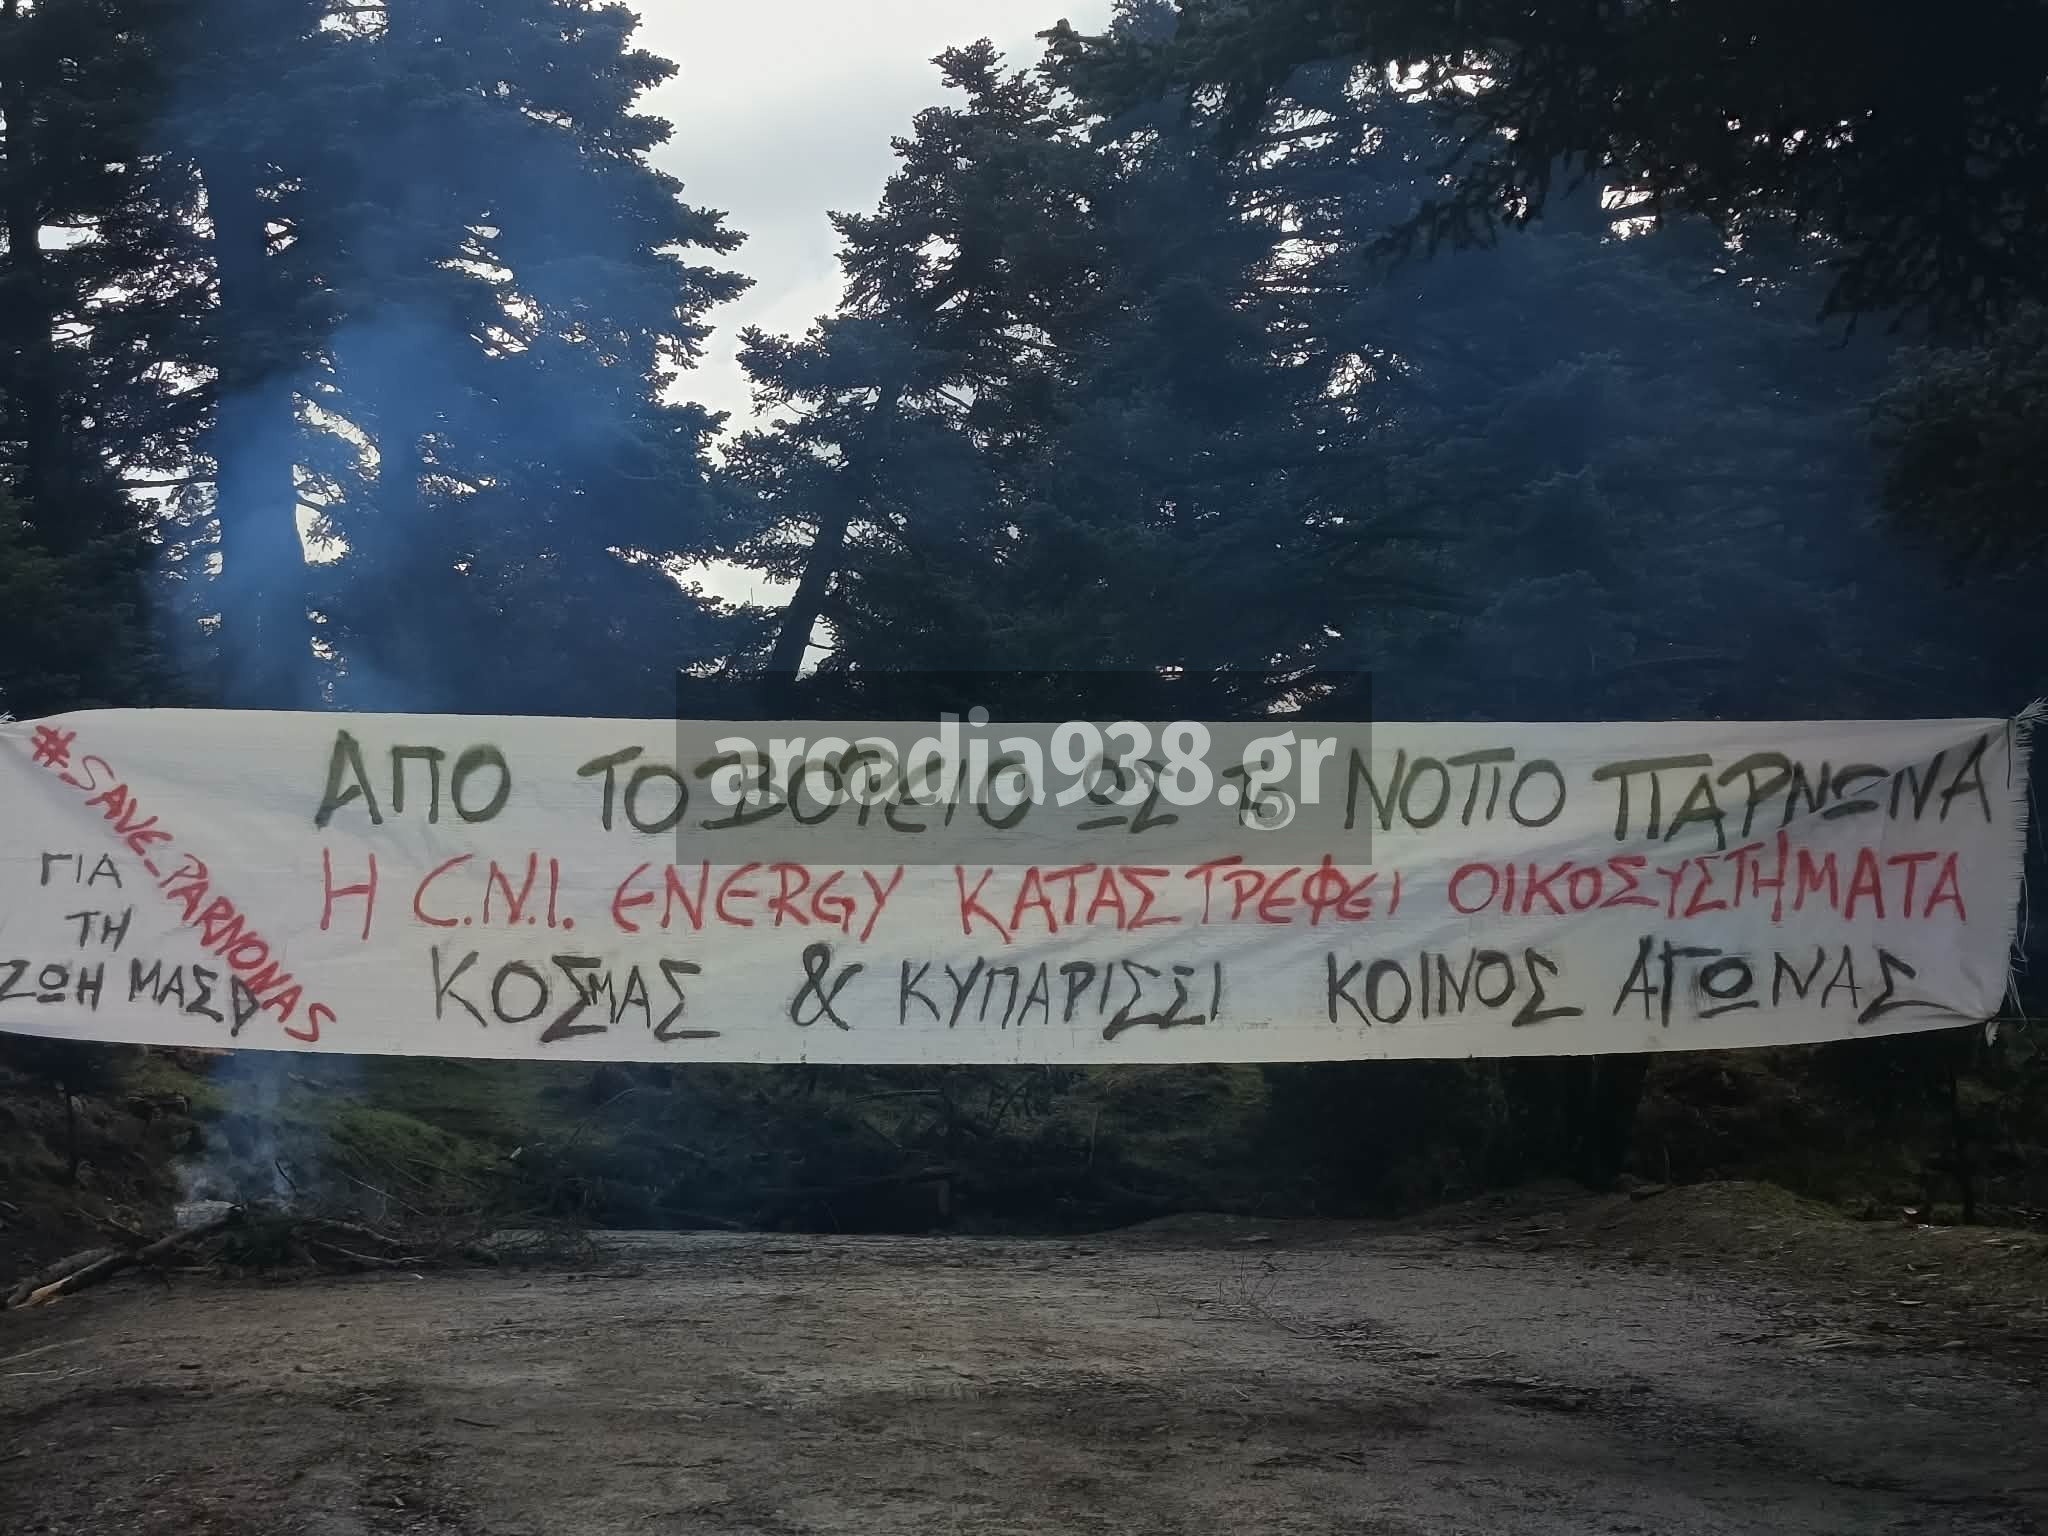 #SAVE_PARNONAS
ΓΙΑ
ΤΗ
ΖΩΗ ΜΑΣ
ΑΠΟ ΤΟ ΒΟΡΕΙΟ ΩΣ ΤΟ ΝΟΤΙΟ ΠΑΡΝΩΝΑ
Η C.N.I. ENERGY ΚΑΤΑΣΤΡΕΦΕΙ ΟΙΚΟΣΥΣΤΗΜΑΤΑ
ΚΟΣΜΑΣ & ΚΥΠΑΡΙΣΣΙ ΚΟΙΝΟΣ ΑΓΩΝΑΣ
arcadia938.gr